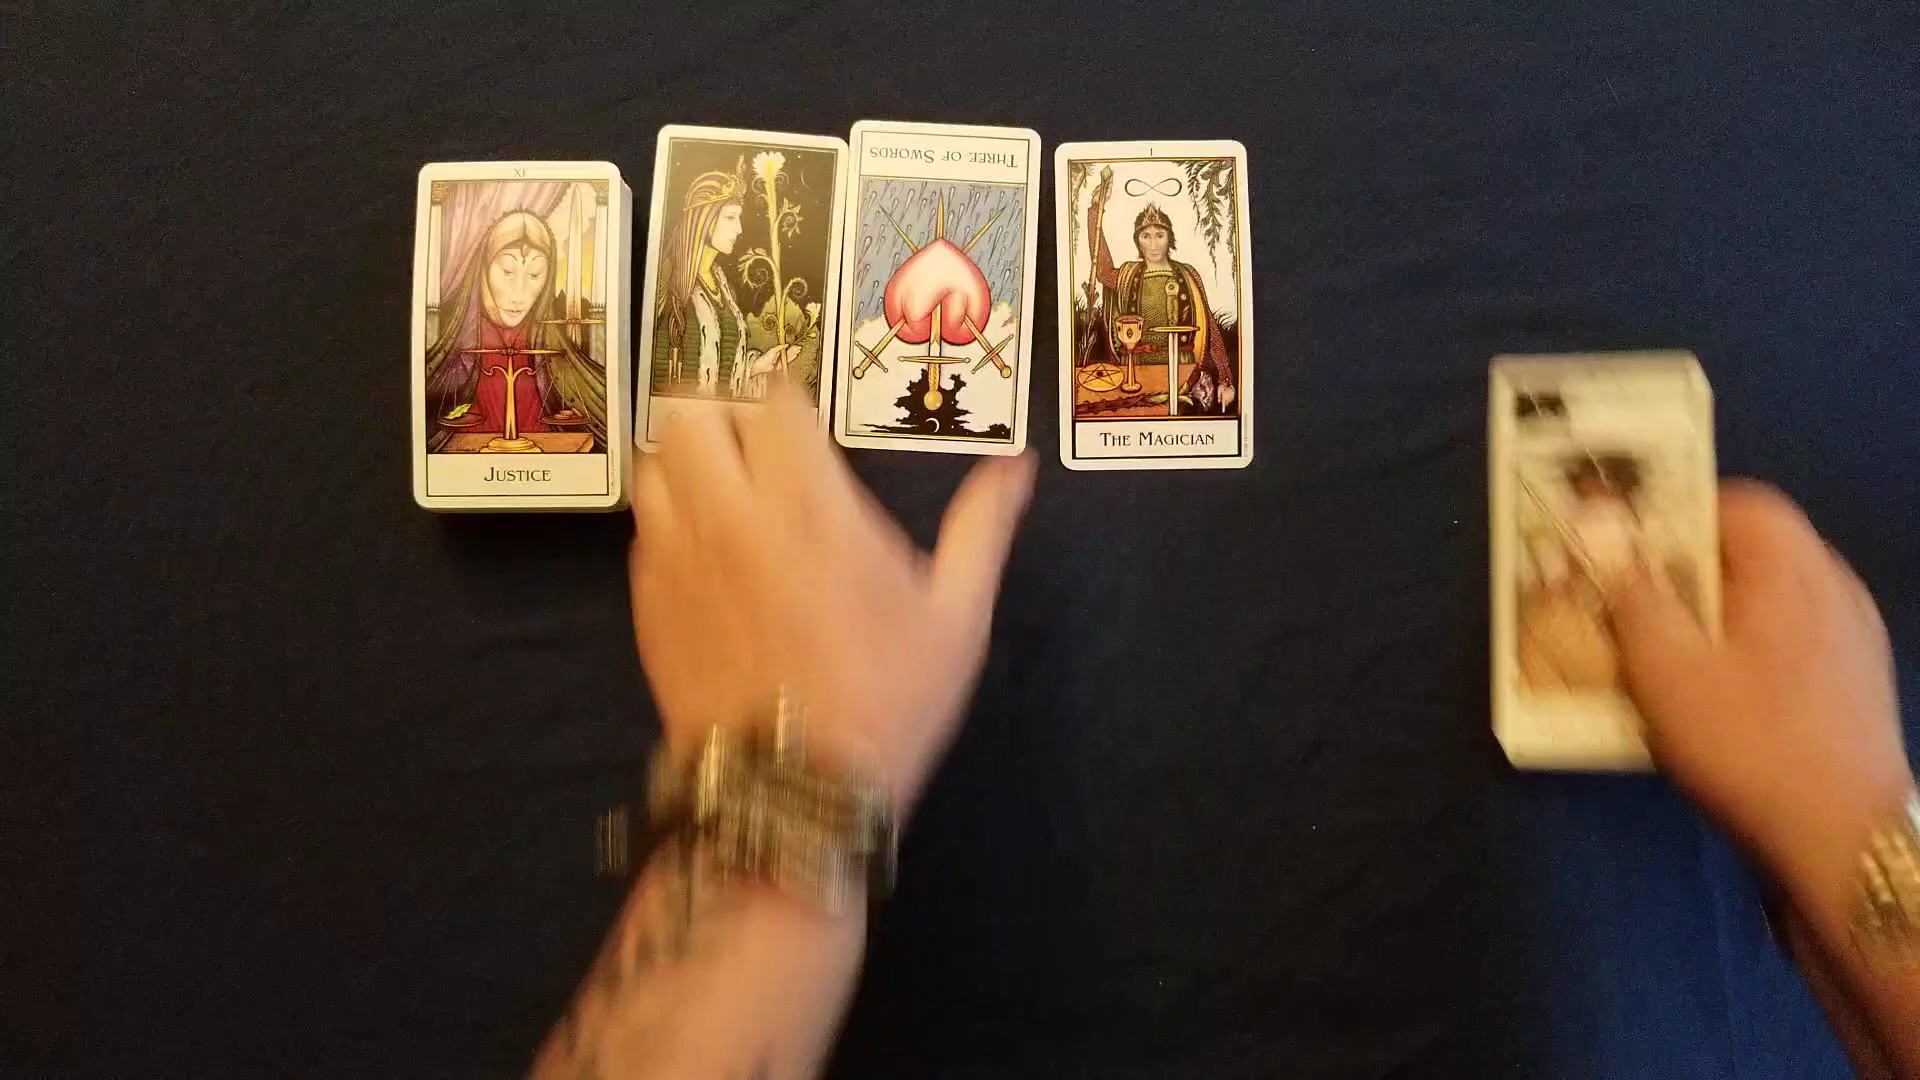 XI
JUSTICE
THREE OF SWORDS
I
THE MAGICIAN